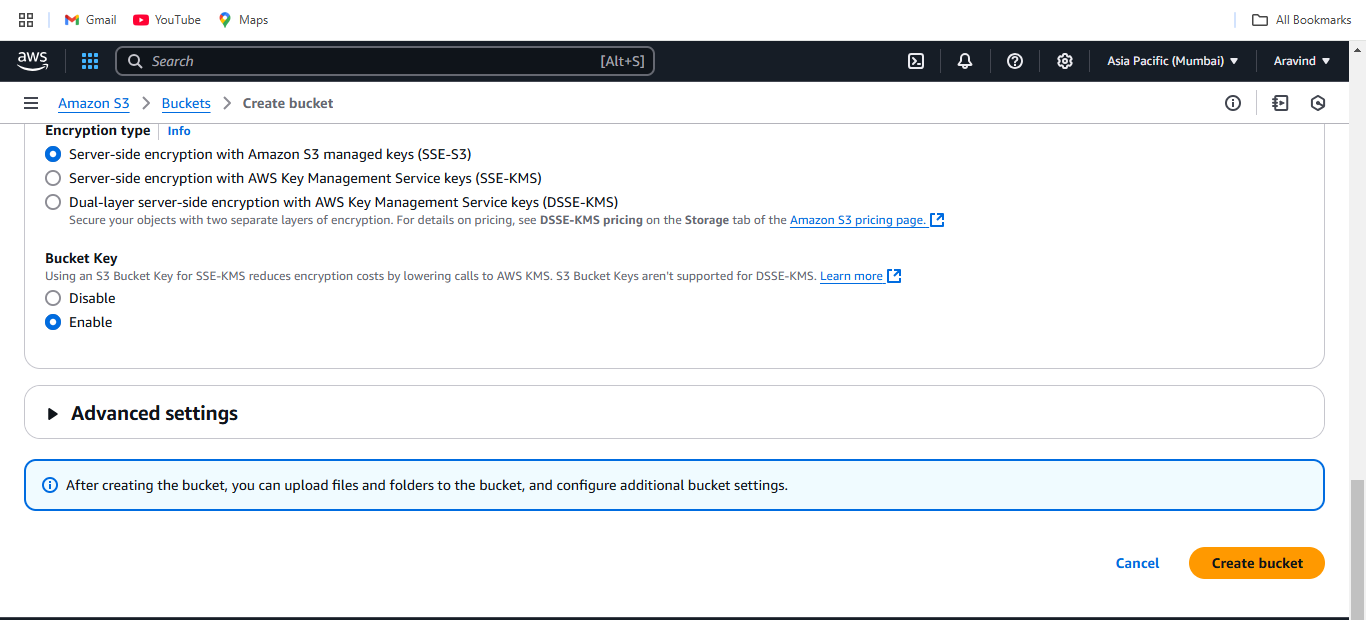 Gmail YouTube Maps All Bookmarks
aws Search [Alt+S] Asia Pacific (Mumbai) Aravind
Amazon S3 Buckets Create bucket
Encryption type Info
Server-side encryption with Amazon S3 managed keys (SSE-S3)
Server-side encryption with AWS Key Management Service keys (SSE-KMS)
Dual-layer server-side encryption with AWS Key Management Service keys (DSSE-KMS)
Secure your objects with two separate layers of encryption. For details on pricing, see DSSE-KMS pricing on the Storage tab of the Amazon S3 pricing page.
Bucket Key
Using an S3 Bucket Key for SSE-KMS reduces encryption costs by lowering calls to AWS KMS. S3 Bucket Keys aren't supported for DSSE-KMS. Learn more
Disable
Enable
Advanced settings
After creating the bucket, you can upload files and folders to the bucket, and configure additional bucket settings.
Cancel Create bucket